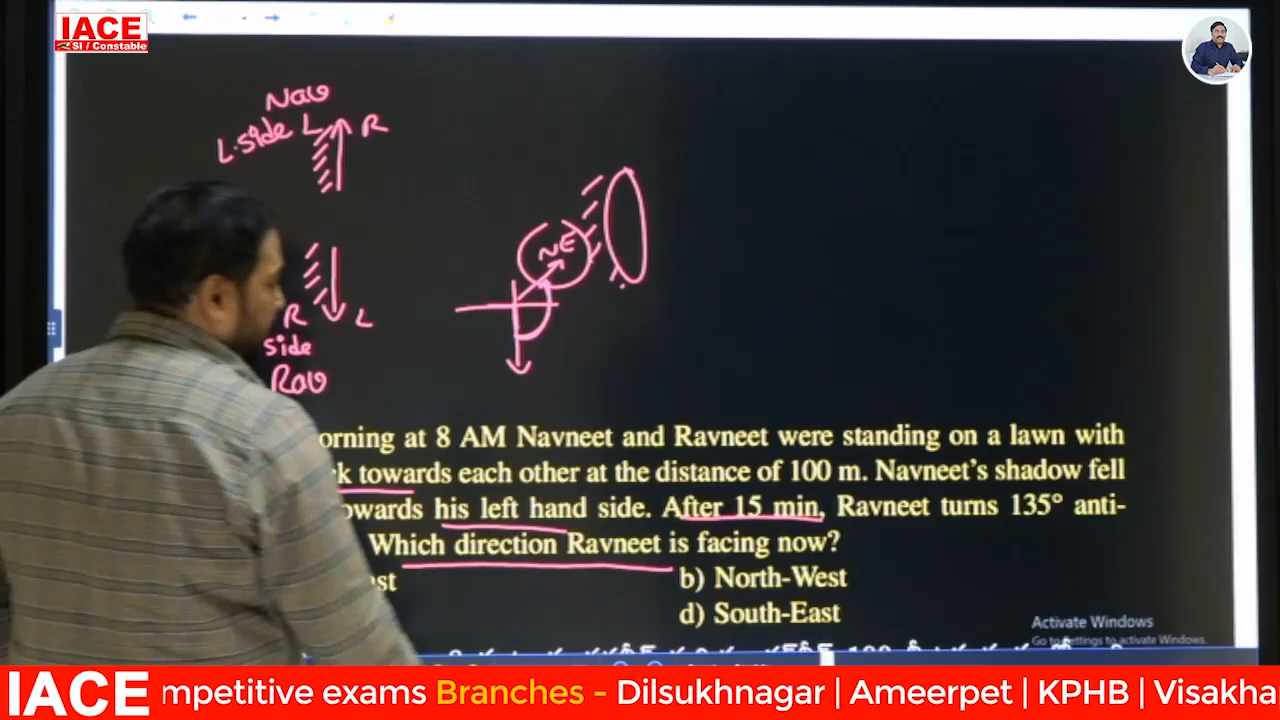 IACE
SI / Constable
Nav
L.side L R
NE
R L
side
Rav
orning at 8 AM Navneet and Ravneet were standing on a lawn with
k towards each other at the distance of 100 m. Navneet's shadow fell
owards his left hand side. After 15 min, Ravneet turns 135° anti-
Which direction Ravneet is facing now?
st b) North-West
d) South-East
Activate Windows
Go to Settings to activate Windows.
IACE mpetitive exams Branches - Dilsukhnagar | Ameerpet | KPHB | Visakha